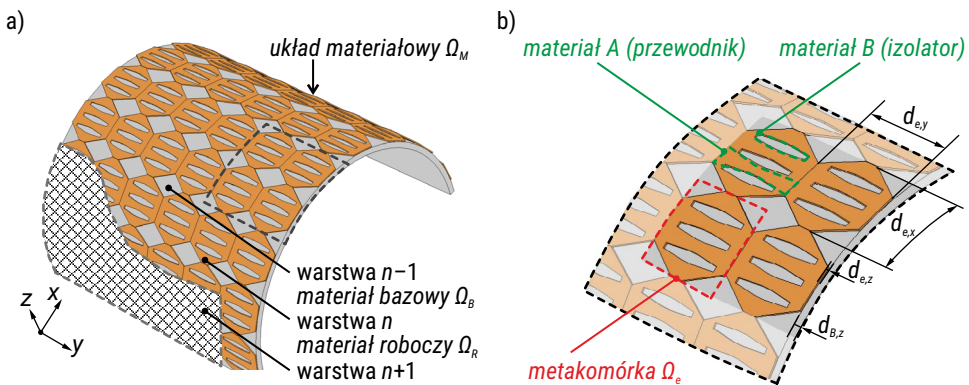 a)
układ materiałowy Ω_M
warstwa n−1
materiał bazowy Ω_B
warstwa n
materiał roboczy Ω_R
warstwa n+1
z
x
y
b)
materiał A (przewodnik)
materiał B (izolator)
d_e,y
d_e,x
d_e,z
d_B,z
metakomórka Ω_e